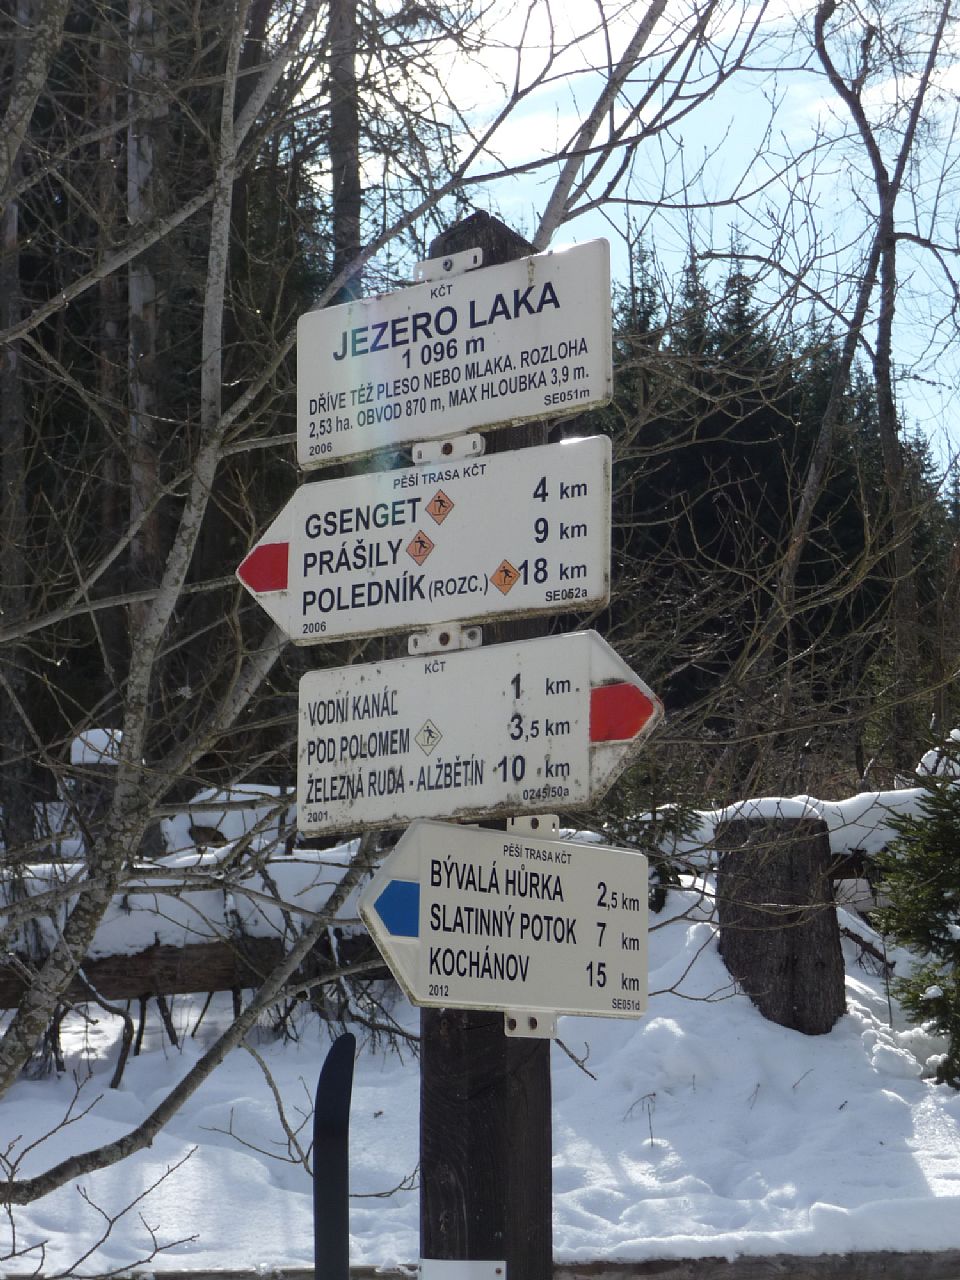 KČT
JEZERO LAKA
1 096 m
DŘÍVE TÉŽ PLESO NEBO MLAKA. ROZLOHA
2,53 ha. OBVOD 870 m, MAX HLOUBKA 3,9 m.
2006 SE051m
PĚŠÍ TRASA KČT
GSENGET 4 km
PRÁŠILY 9 km
POLEDNÍK (ROZC.) 18 km
2006 SE052a
KČT
VODNÍ KANÁL 1 km
POD POLOMEM 3,5 km
ŽELEZNÁ RUDA - ALŽBĚTÍN 10 km
2001 0245/50a
PĚŠÍ TRASA KČT
BÝVALÁ HŮRKA 2,5 km
SLATINNÝ POTOK 7 km
KOCHÁNOV 15 km
2012 SE051d